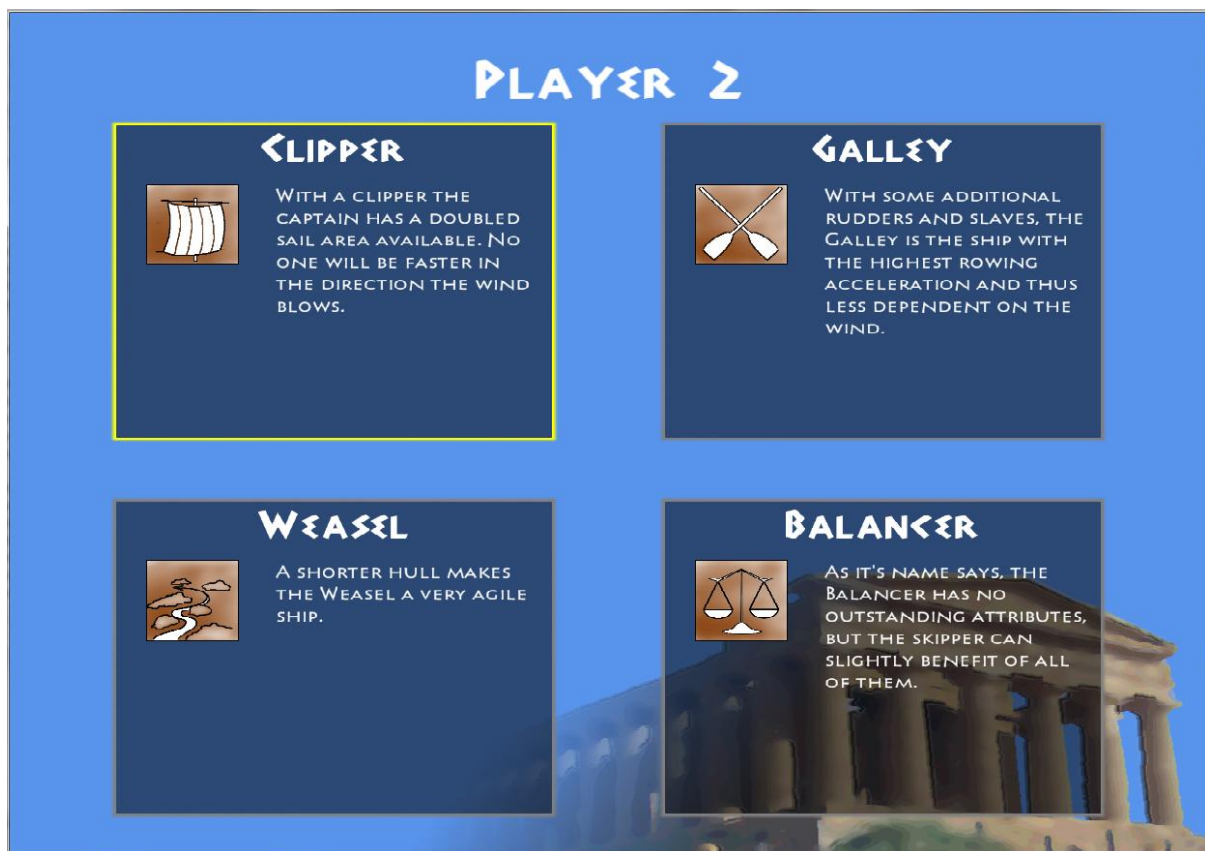 Player 2
Clipper
With a clipper the
captain has a doubled
sail area available. No
one will be faster in
the direction the wind
blows.
Galley
With some additional
rudders and slaves, the
Galley is the ship with
the highest rowing
acceleration and thus
less dependent on the
wind.
Weasel
A shorter hull makes
the Weasel a very agile
ship.
Balancer
As it's name says, the
Balancer has no
outstanding attributes,
but the skipper can
slightly benefit of all
of them.